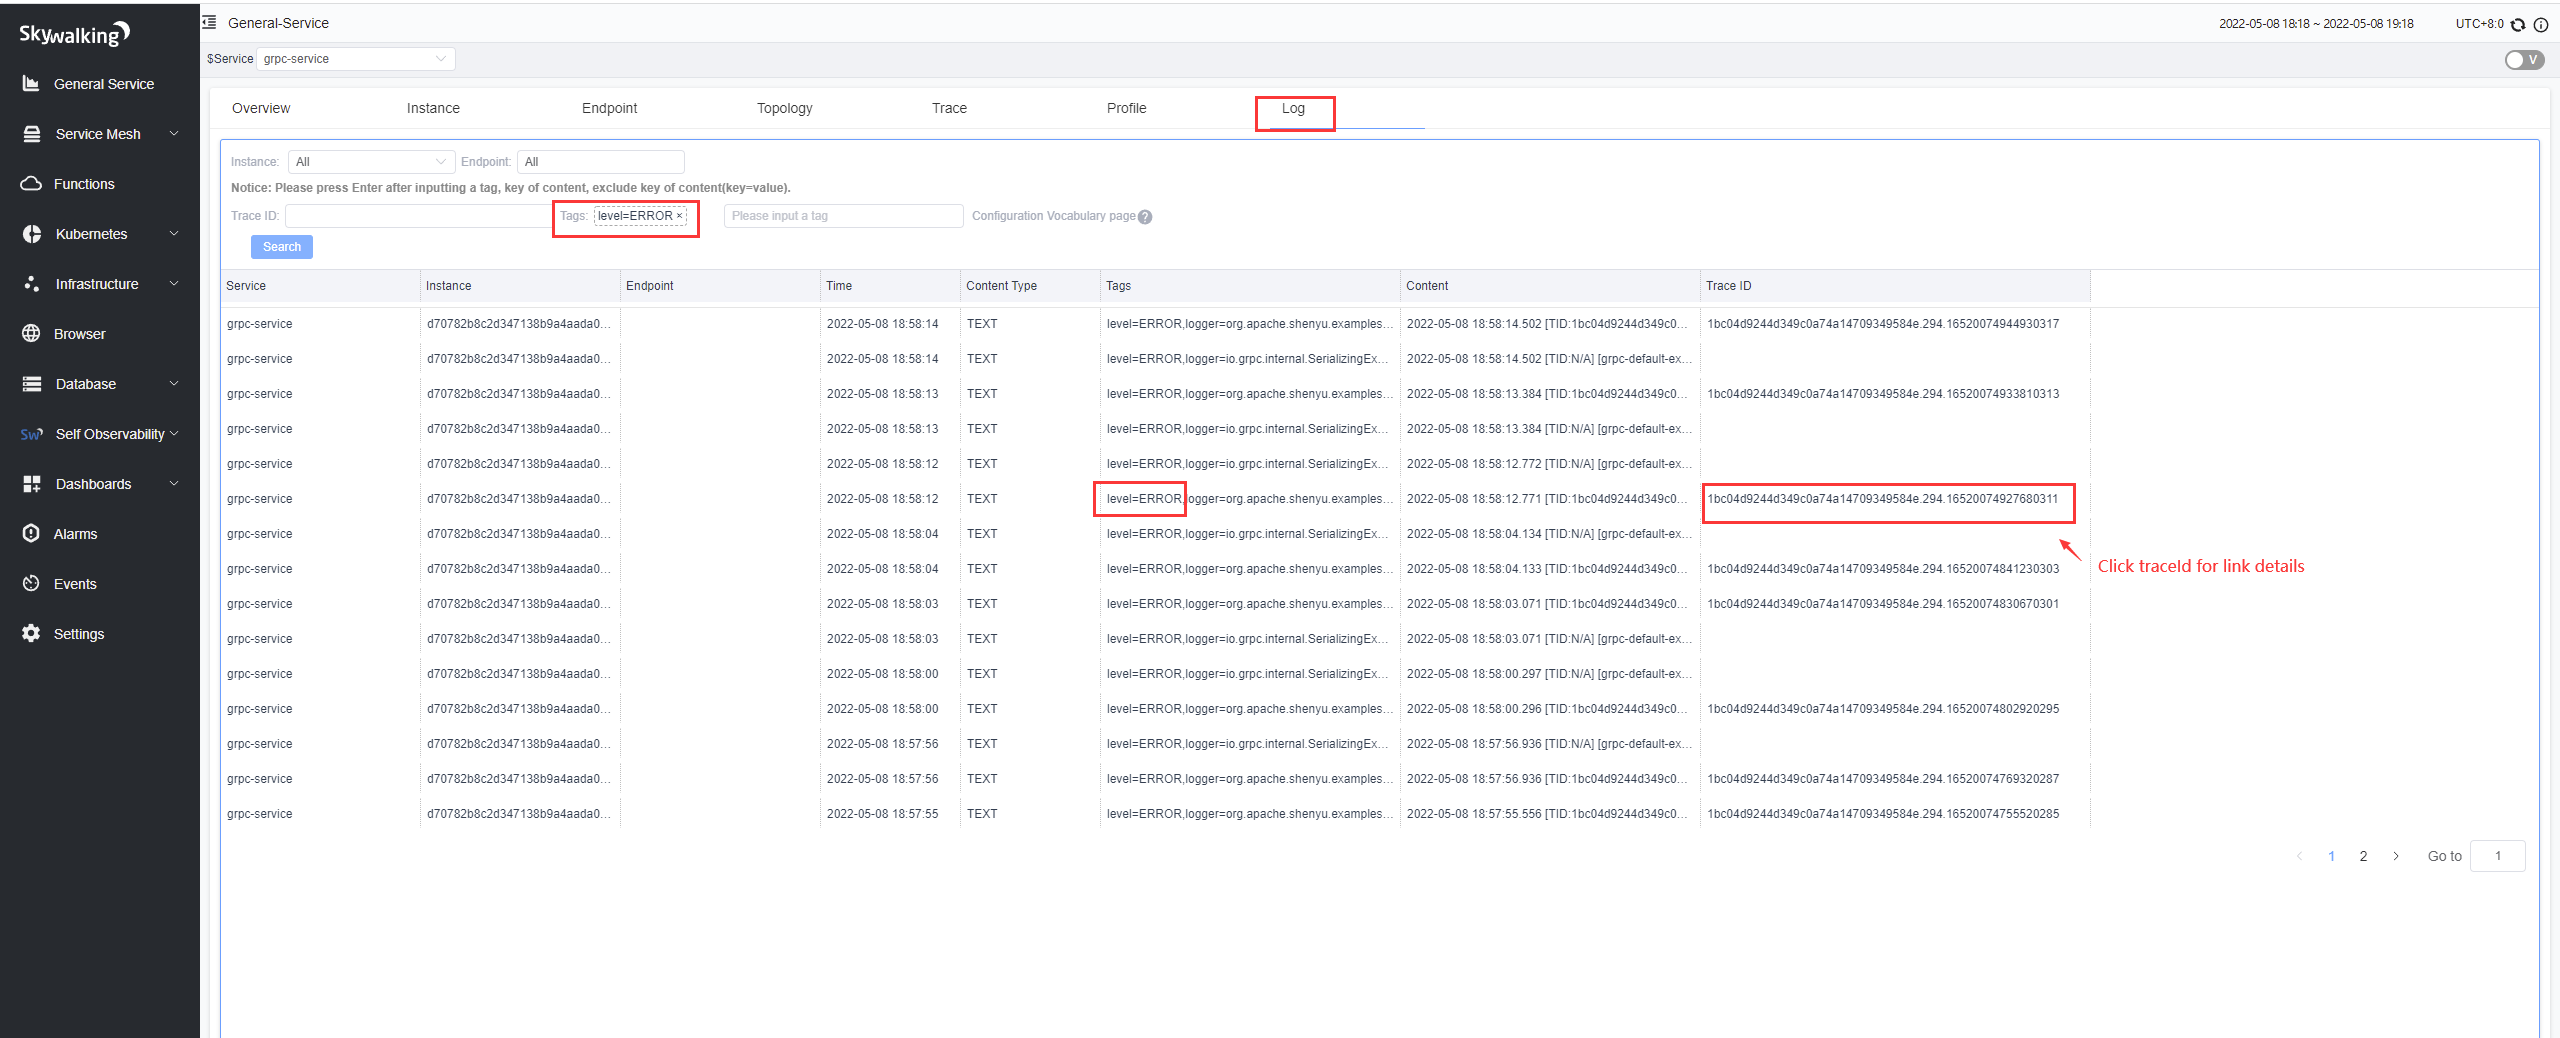 Skywalking
General-Service
2022-05-08 18:18 ~ 2022-05-08 19:18 UTC+8:0
$Service grpc-service V
General Service
Service Mesh
Functions
Kubernetes
Infrastructure
Browser
Database
Sw Self Observability
Dashboards
Alarms
Events
Settings
Overview Instance Endpoint Topology Trace Profile Log
Instance: All Endpoint: All
Notice: Please press Enter after inputting a tag, key of content, exclude key of content(key=value).
Trace ID: Tags: level=ERROR × Please input a tag Configuration Vocabulary page ?
Search
Service Instance Endpoint Time Content Type Tags Content Trace ID
grpc-service d70782b8c2d347138b9a4aada0... 2022-05-08 18:58:14 TEXT level=ERROR,logger=org.apache.shenyu.examples... 2022-05-08 18:58:14.502 [TID:1bc04d9244d349c0... 1bc04d9244d349c0a74a14709349584e.294.16520074944930317
grpc-service d70782b8c2d347138b9a4aada0... 2022-05-08 18:58:14 TEXT level=ERROR,logger=io.grpc.internal.SerializingEx... 2022-05-08 18:58:14.502 [TID:N/A] [grpc-default-ex...
grpc-service d70782b8c2d347138b9a4aada0... 2022-05-08 18:58:13 TEXT level=ERROR,logger=org.apache.shenyu.examples... 2022-05-08 18:58:13.384 [TID:1bc04d9244d349c0... 1bc04d9244d349c0a74a14709349584e.294.16520074933810313
grpc-service d70782b8c2d347138b9a4aada0... 2022-05-08 18:58:13 TEXT level=ERROR,logger=io.grpc.internal.SerializingEx... 2022-05-08 18:58:13.384 [TID:N/A] [grpc-default-ex...
grpc-service d70782b8c2d347138b9a4aada0... 2022-05-08 18:58:12 TEXT level=ERROR,logger=io.grpc.internal.SerializingEx... 2022-05-08 18:58:12.772 [TID:N/A] [grpc-default-ex...
grpc-service d70782b8c2d347138b9a4aada0... 2022-05-08 18:58:12 TEXT level=ERROR,logger=org.apache.shenyu.examples... 2022-05-08 18:58:12.771 [TID:1bc04d9244d349c0... 1bc04d9244d349c0a74a14709349584e.294.16520074927680311
grpc-service d70782b8c2d347138b9a4aada0... 2022-05-08 18:58:04 TEXT level=ERROR,logger=io.grpc.internal.SerializingEx... 2022-05-08 18:58:04.134 [TID:N/A] [grpc-default-ex...
Click traceId for link details
grpc-service d70782b8c2d347138b9a4aada0... 2022-05-08 18:58:04 TEXT level=ERROR,logger=org.apache.shenyu.examples... 2022-05-08 18:58:04.133 [TID:1bc04d9244d349c0... 1bc04d9244d349c0a74a14709349584e.294.16520074841230303
grpc-service d70782b8c2d347138b9a4aada0... 2022-05-08 18:58:03 TEXT level=ERROR,logger=org.apache.shenyu.examples... 2022-05-08 18:58:03.071 [TID:1bc04d9244d349c0... 1bc04d9244d349c0a74a14709349584e.294.16520074830670301
grpc-service d70782b8c2d347138b9a4aada0... 2022-05-08 18:58:03 TEXT level=ERROR,logger=io.grpc.internal.SerializingEx... 2022-05-08 18:58:03.071 [TID:N/A] [grpc-default-ex...
grpc-service d70782b8c2d347138b9a4aada0... 2022-05-08 18:58:00 TEXT level=ERROR,logger=io.grpc.internal.SerializingEx... 2022-05-08 18:58:00.297 [TID:N/A] [grpc-default-ex...
grpc-service d70782b8c2d347138b9a4aada0... 2022-05-08 18:58:00 TEXT level=ERROR,logger=org.apache.shenyu.examples... 2022-05-08 18:58:00.296 [TID:1bc04d9244d349c0... 1bc04d9244d349c0a74a14709349584e.294.16520074802920295
grpc-service d70782b8c2d347138b9a4aada0... 2022-05-08 18:57:56 TEXT level=ERROR,logger=io.grpc.internal.SerializingEx... 2022-05-08 18:57:56.936 [TID:N/A] [grpc-default-ex...
grpc-service d70782b8c2d347138b9a4aada0... 2022-05-08 18:57:56 TEXT level=ERROR,logger=org.apache.shenyu.examples... 2022-05-08 18:57:56.936 [TID:1bc04d9244d349c0... 1bc04d9244d349c0a74a14709349584e.294.16520074769320287
grpc-service d70782b8c2d347138b9a4aada0... 2022-05-08 18:57:55 TEXT level=ERROR,logger=org.apache.shenyu.examples... 2022-05-08 18:57:55.556 [TID:1bc04d9244d349c0... 1bc04d9244d349c0a74a14709349584e.294.16520074755520285
1 2 Go to 1